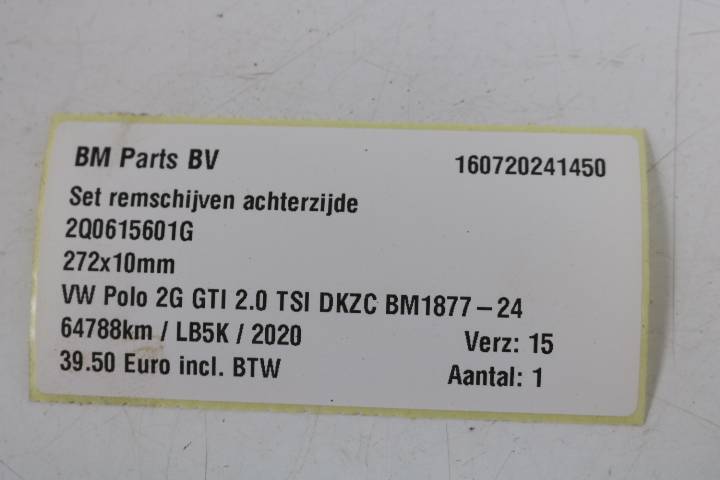 BM Parts BV 160720241450
Set remschijven achterzijde
2Q0615601G
272x10mm
VW Polo 2G GTI 2.0 TSI DKZC BM1877-24
64788km / LB5K / 2020 Verz: 15
39.50 Euro incl. BTW Aantal: 1